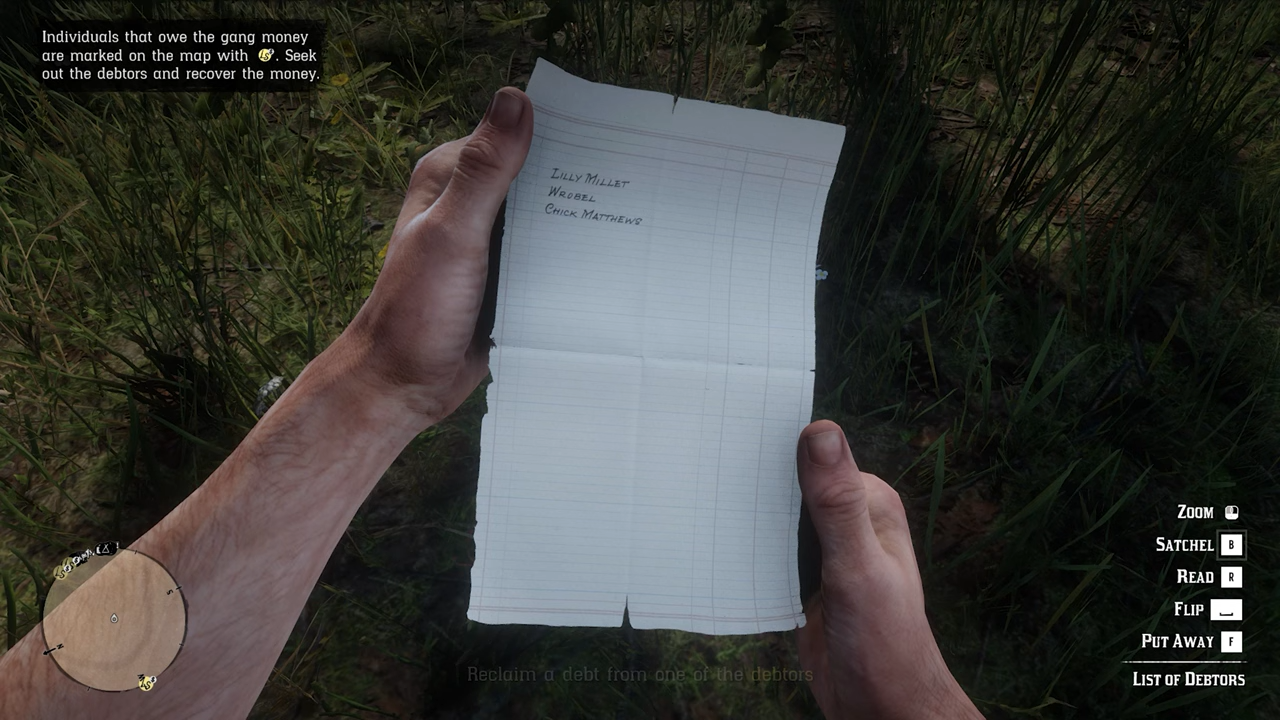 Individuals that owe the gang money
are marked on the map with LS. Seek
out the debtors and recover the money.
LILLY MILLET
WROBEL
CHICK MATTHEWS
ZOOM
SATCHEL B
READ R
FLIP
PUT AWAY F
LIST OF DEBTORS
Reclaim a debt from one of the debtors